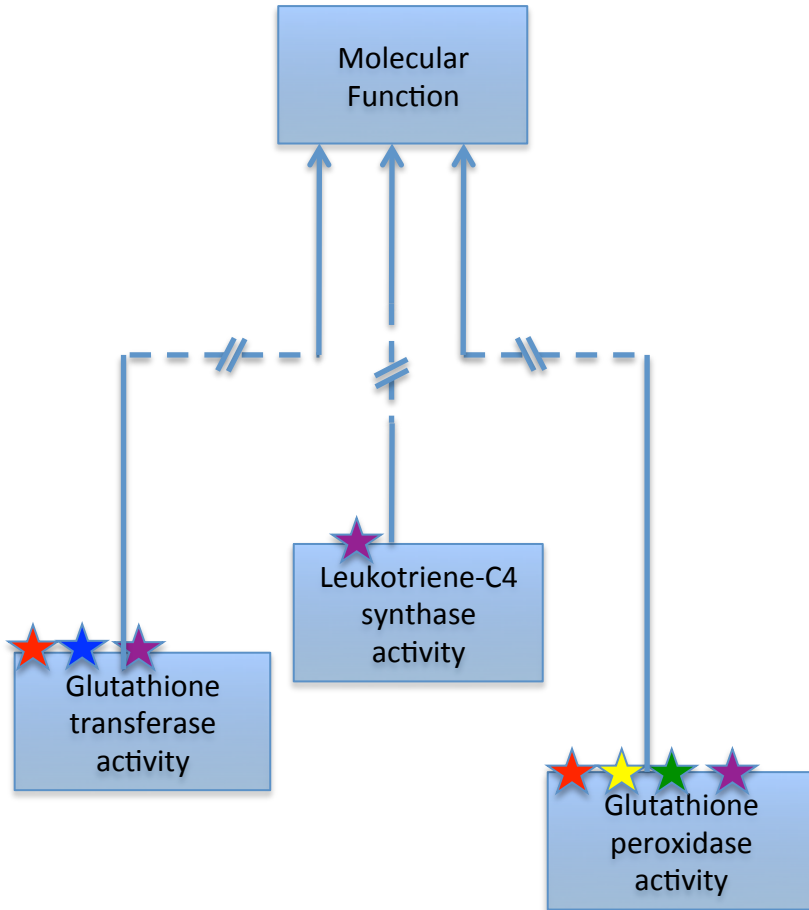 Molecular
Function
Leukotriene-C4
synthase
activity
Glutathione
transferase
activity
Glutathione
peroxidase
activity